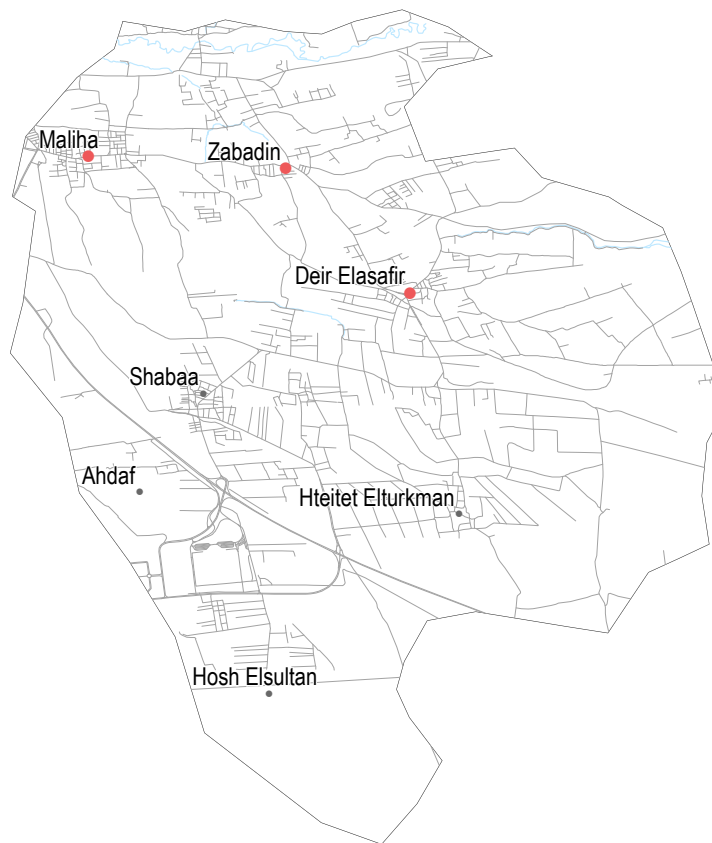 Maliha
Zabadin
Deir Elasafir
Shabaa
Ahdaf
Hteitet Elturkman
Hosh Elsultan